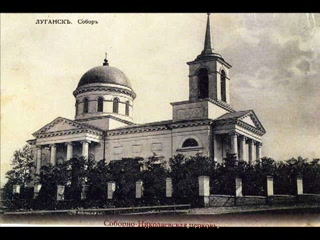 ЛУГАНСКЪ. Соборъ
Соборно-Николаевская церковь